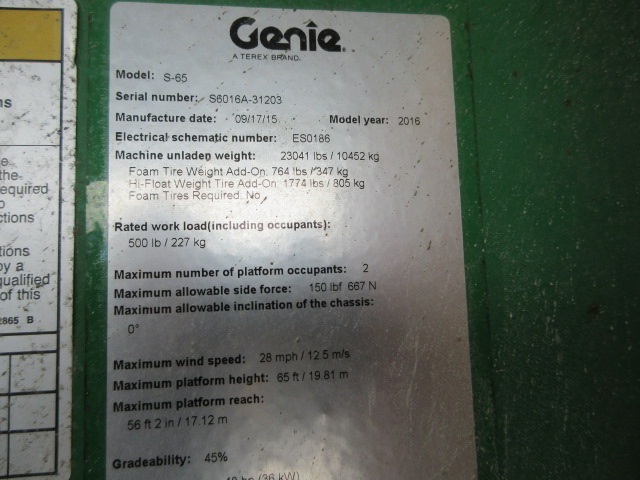 Genie
A TEREX BRAND
Model: S-65
Serial number: S6016A-31203
Manufacture date: 09/17/15 Model year: 2016
Electrical schematic number: ES0186
Machine unladen weight: 23041 lbs / 10452 kg
Foam Tire Weight Add-On: 764 lbs / 347 kg
Hi-Float Weight Tire Add-On: 1774 lbs / 805 kg
Foam Tires Required: No
Rated work load(including occupants):
500 lb / 227 kg
Maximum number of platform occupants: 2
Maximum allowable side force: 150 lbf 667 N
Maximum allowable inclination of the chassis:
0°
Maximum wind speed: 28 mph / 12.5 m/s
Maximum platform height: 65 ft / 19.81 m
Maximum platform reach:
56 ft 2 in / 17.12 m
Gradeability: 45%
(36 kW)
the
equired
ctions
tions
by a
qualified
of this
2865 B